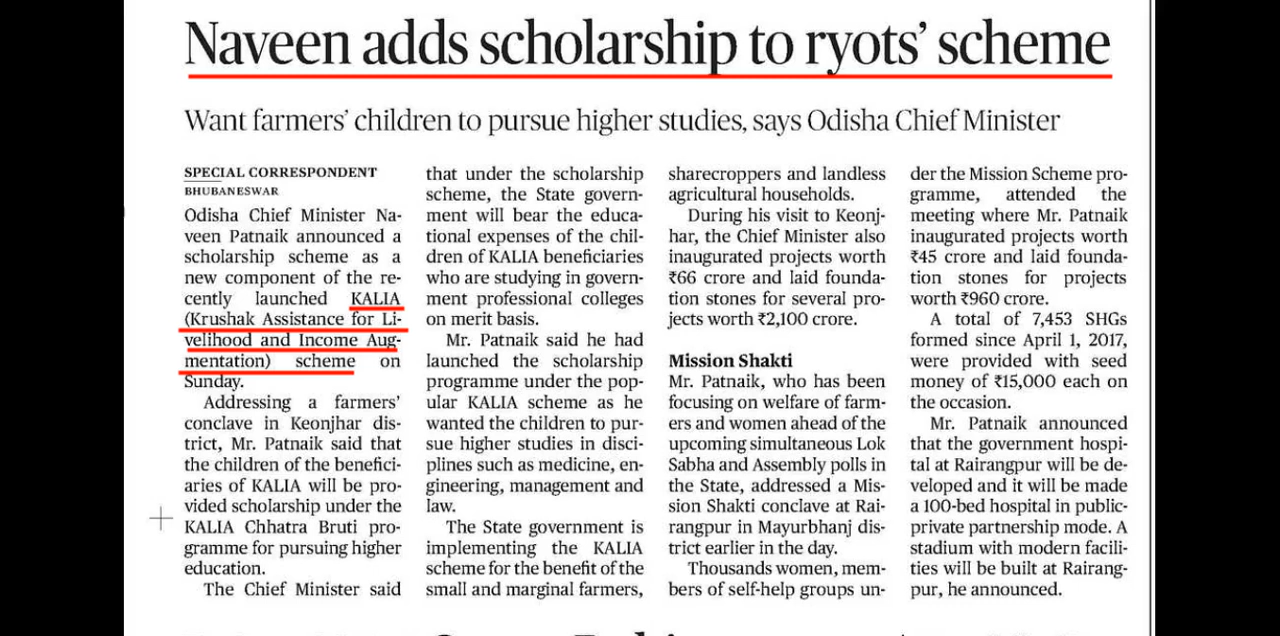 Naveen adds scholarship to ryots' scheme
Want farmers' children to pursue higher studies, says Odisha Chief Minister
SPECIAL CORRESPONDENT
BHUBANESWAR
Odisha Chief Minister Na-
veen Patnaik announced a
scholarship scheme as a
new component of the re-
cently launched KALIA
(Krushak Assistance for Li-
velihood and Income Aug-
mentation) scheme on
Sunday.
Addressing a farmers'
conclave in Keonjhar dis-
trict, Mr. Patnaik said that
the children of the benefici-
aries of KALIA will be pro-
vided scholarship under the
KALIA Chhatra Bruti pro-
gramme for pursuing higher
education.
The Chief Minister said
that under the scholarship
scheme, the State govern-
ment will bear the educa-
tional expenses of the chil-
dren of KALIA beneficiaries
who are studying in govern-
ment professional colleges
on merit basis.
Mr. Patnaik said he had
launched the scholarship
programme under the pop-
ular KALIA scheme as he
wanted the children to pur-
sue higher studies in disci-
plines such as medicine, en-
gineering, management and
law.
The State government is
implementing the KALIA
scheme for the benefit of the
small and marginal farmers,
sharecroppers and landless
agricultural households.
During his visit to Keonj-
har, the Chief Minister also
inaugurated projects worth
₹66 crore and laid founda-
tion stones for several pro-
jects worth ₹2,100 crore.
Mission Shakti
Mr. Patnaik, who has been
focusing on welfare of farm-
ers and women ahead of the
upcoming simultaneous Lok
Sabha and Assembly polls in
the State, addressed a Mis-
sion Shakti conclave at Rai-
rangpur in Mayurbhanj dis-
trict earlier in the day.
Thousands women, mem-
bers of self-help groups un-
der the Mission Scheme pro-
gramme, attended the
meeting where Mr. Patnaik
inaugurated projects worth
₹45 crore and laid founda-
tion stones for projects
worth ₹960 crore.
A total of 7,453 SHGs
formed since April 1, 2017,
were provided with seed
money of ₹15,000 each on
the occasion.
Mr. Patnaik announced
that the government hospi-
tal at Rairangpur will be de-
veloped and it will be made
a 100-bed hospital in public-
private partnership mode. A
stadium with modern facili-
ties will be built at Rairang-
pur, he announced.